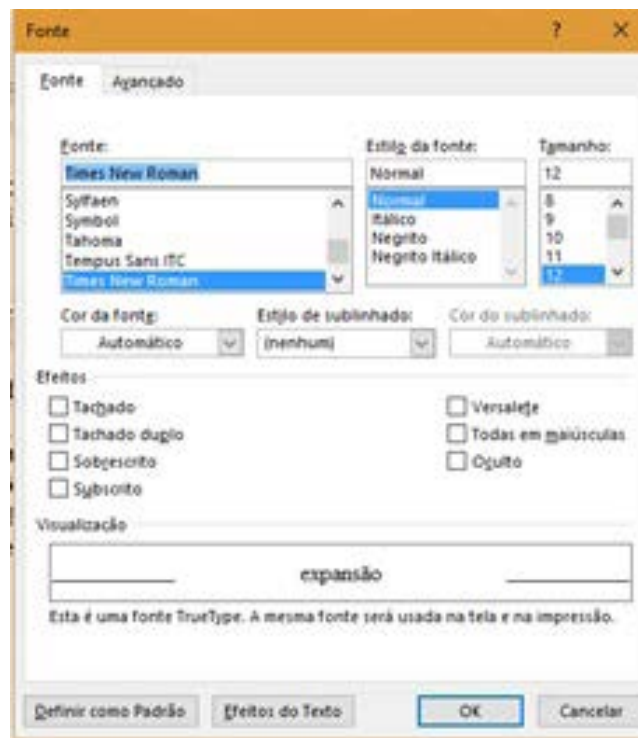 Fonte ? ×
Fonte Avançado
Fonte: Estilo da fonte: Tamanho:
Times New Roman Normal 12
Sylfaen Normal 8
Symbol Itálico 9
Tahoma Negrito 10
Tempus Sans ITC Negrito Itálico 11
Times New Roman 12
Cor da fonte: Estilo de sublinhado: Cor do sublinhado:
Automático (nenhum) Automático
Efeitos
Tachado Versalete
Tachado duplo Todas em maiúsculas
Sobrescrito Oculto
Subscrito
Visualização
expansão
Esta é uma fonte TrueType. A mesma fonte será usada na tela e na impressão.
Definir como Padrão Efeitos do Texto OK Cancelar